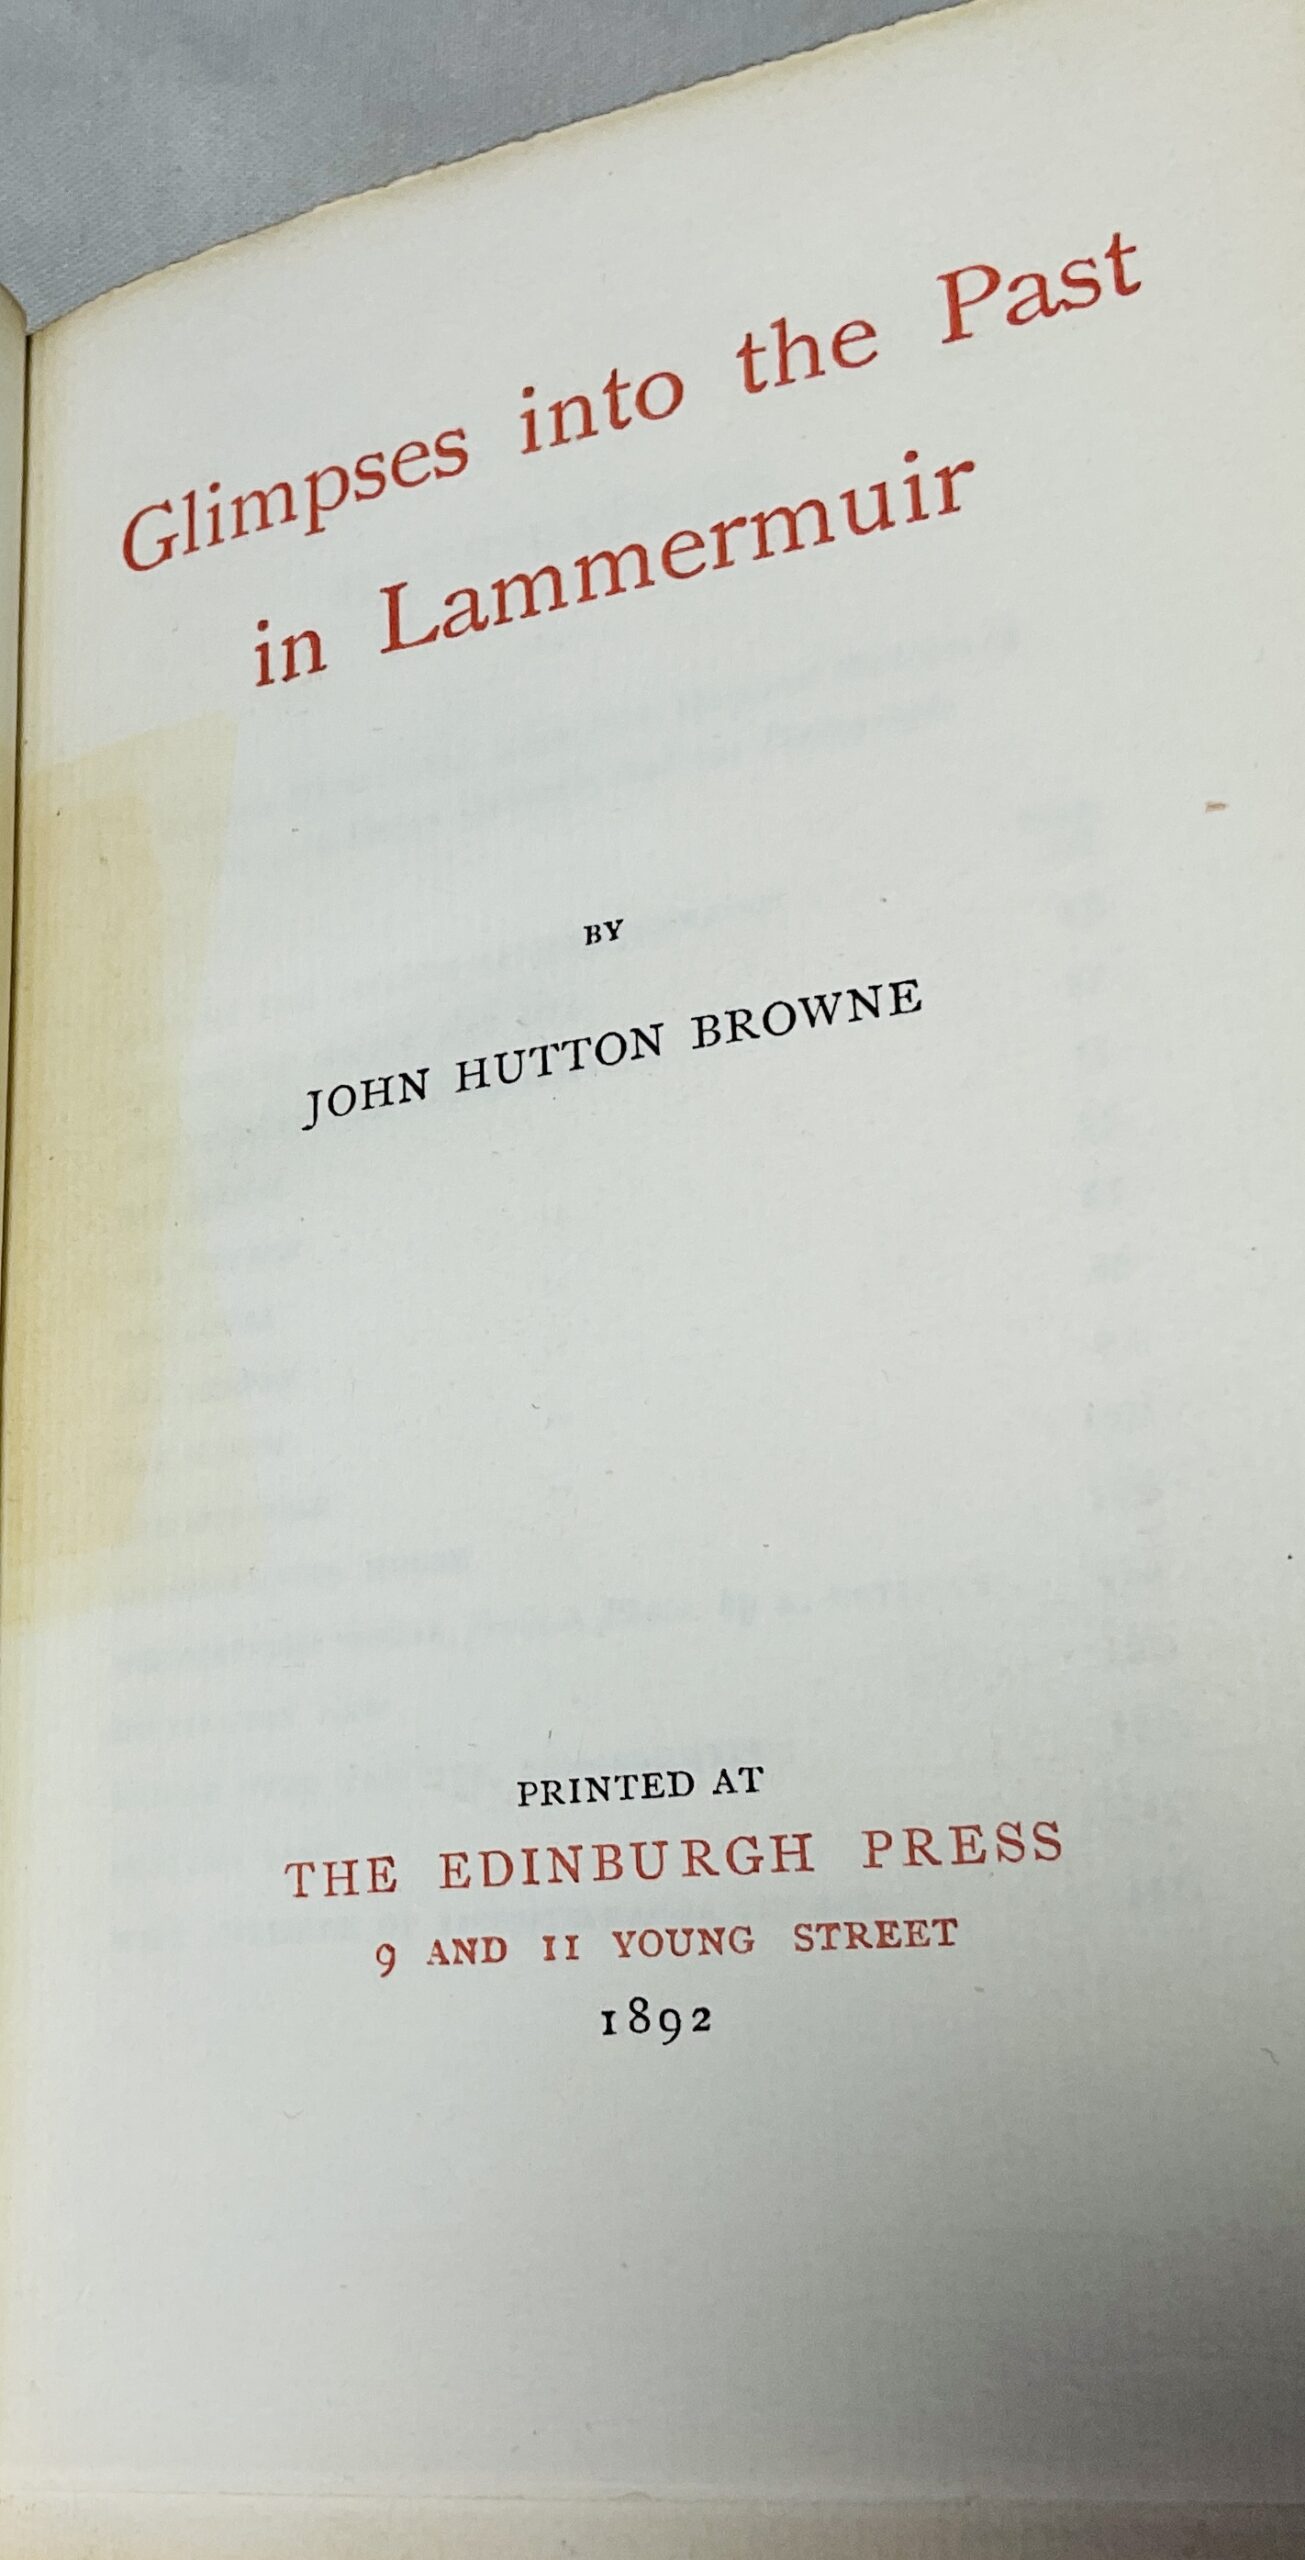 Glimpses into the Past
in Lammermuir
BY
JOHN HUTTON BROWNE
PRINTED AT
THE EDINBURGH PRESS
9 AND 11 YOUNG STREET
1892